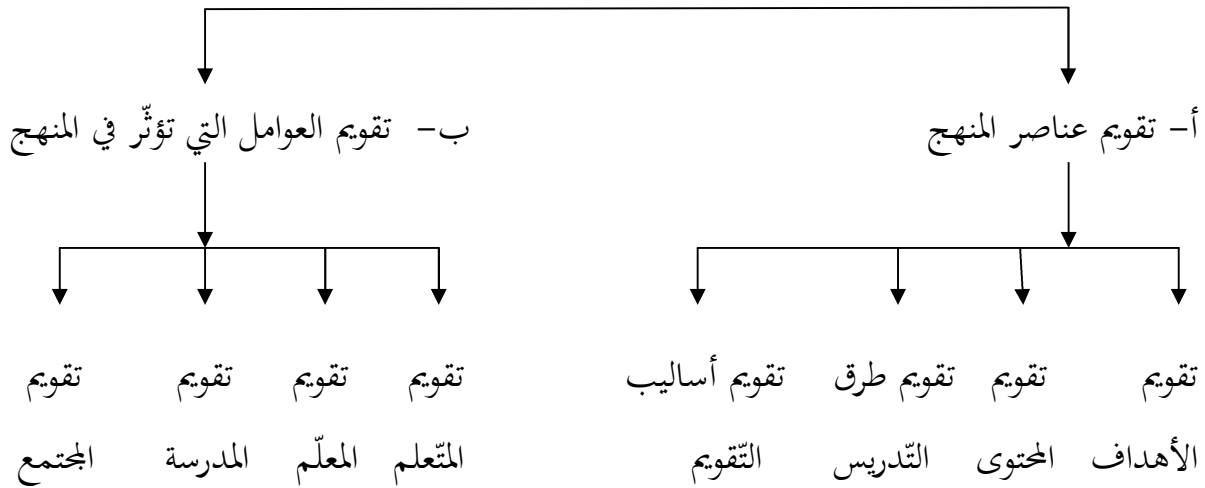 أ– تقويم عناصر المنهج
ب– تقويم العوامل التي تؤثّر في المنهج
تقويم الأهداف
تقويم المحتوى
تقويم طرق التّدريس
تقويم أساليب التّقويم
تقويم المتّعلم
تقويم المعلّم
تقويم المدرسة
تقويم المجتمع